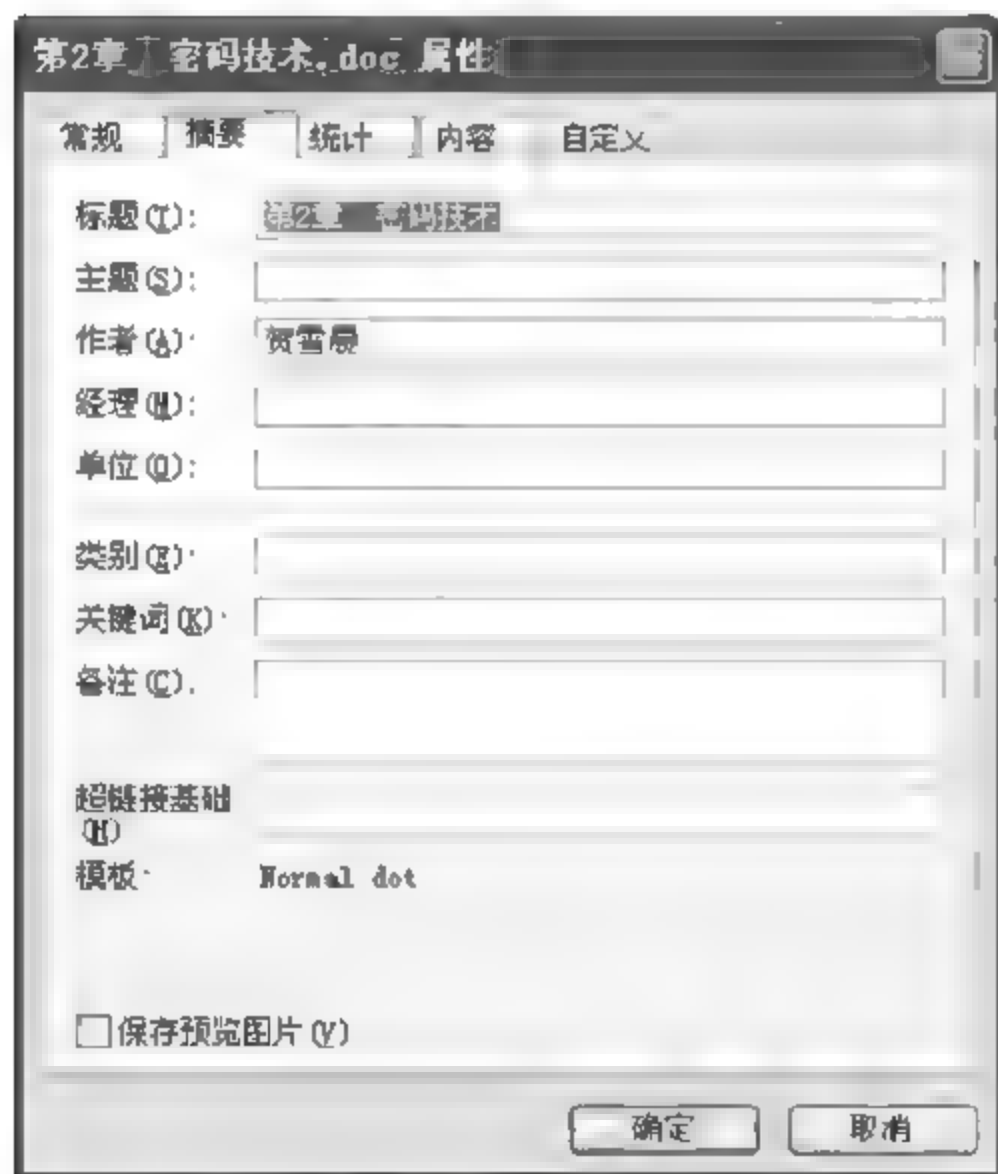 第2章 密码技术.doc 属性
常规 摘要 统计 内容 自定义
标题(T): 第2章 密码技术
主题(S):
作者(A): 贺雪晨
经理(M):
单位(O):
类别(E):
关键词(K):
备注(C):
超链接基础
(H)
模板: Normal dot
保存预览图片(V)
确定 取消